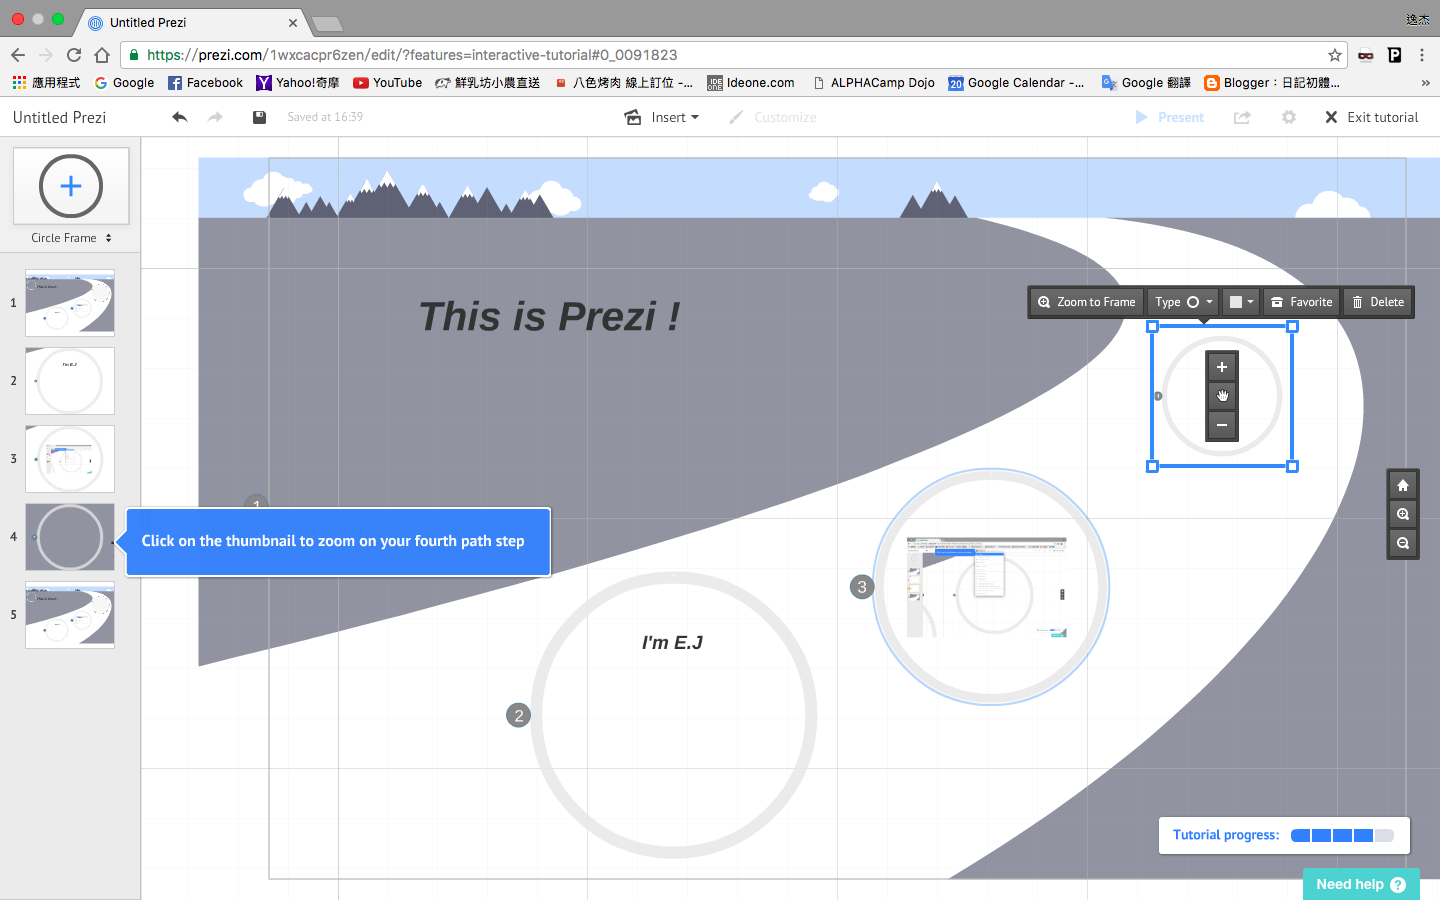 Untitled Prezi
逸杰
https://prezi.com/1wxcacpr6zen/edit/?features=interactive-tutorial#0_0091823
應用程式 Google Facebook Yahoo!奇摩 YouTube 鮮乳坊小農直送 八色烤肉 線上訂位 -... Ideone.com ALPHACamp Dojo 20 Google Calendar -... Google 翻譯 Blogger：日記初體... »
Untitled Prezi Saved at 16:39 Insert Customize Present Exit tutorial
Circle Frame
This is Prezi !
Zoom to Frame Type Favorite Delete
1
2
I'm E.J
3
4
5
1
Click on the thumbnail to zoom on your fourth path step
3
I'm E.J
2
Tutorial progress:
Need help ?